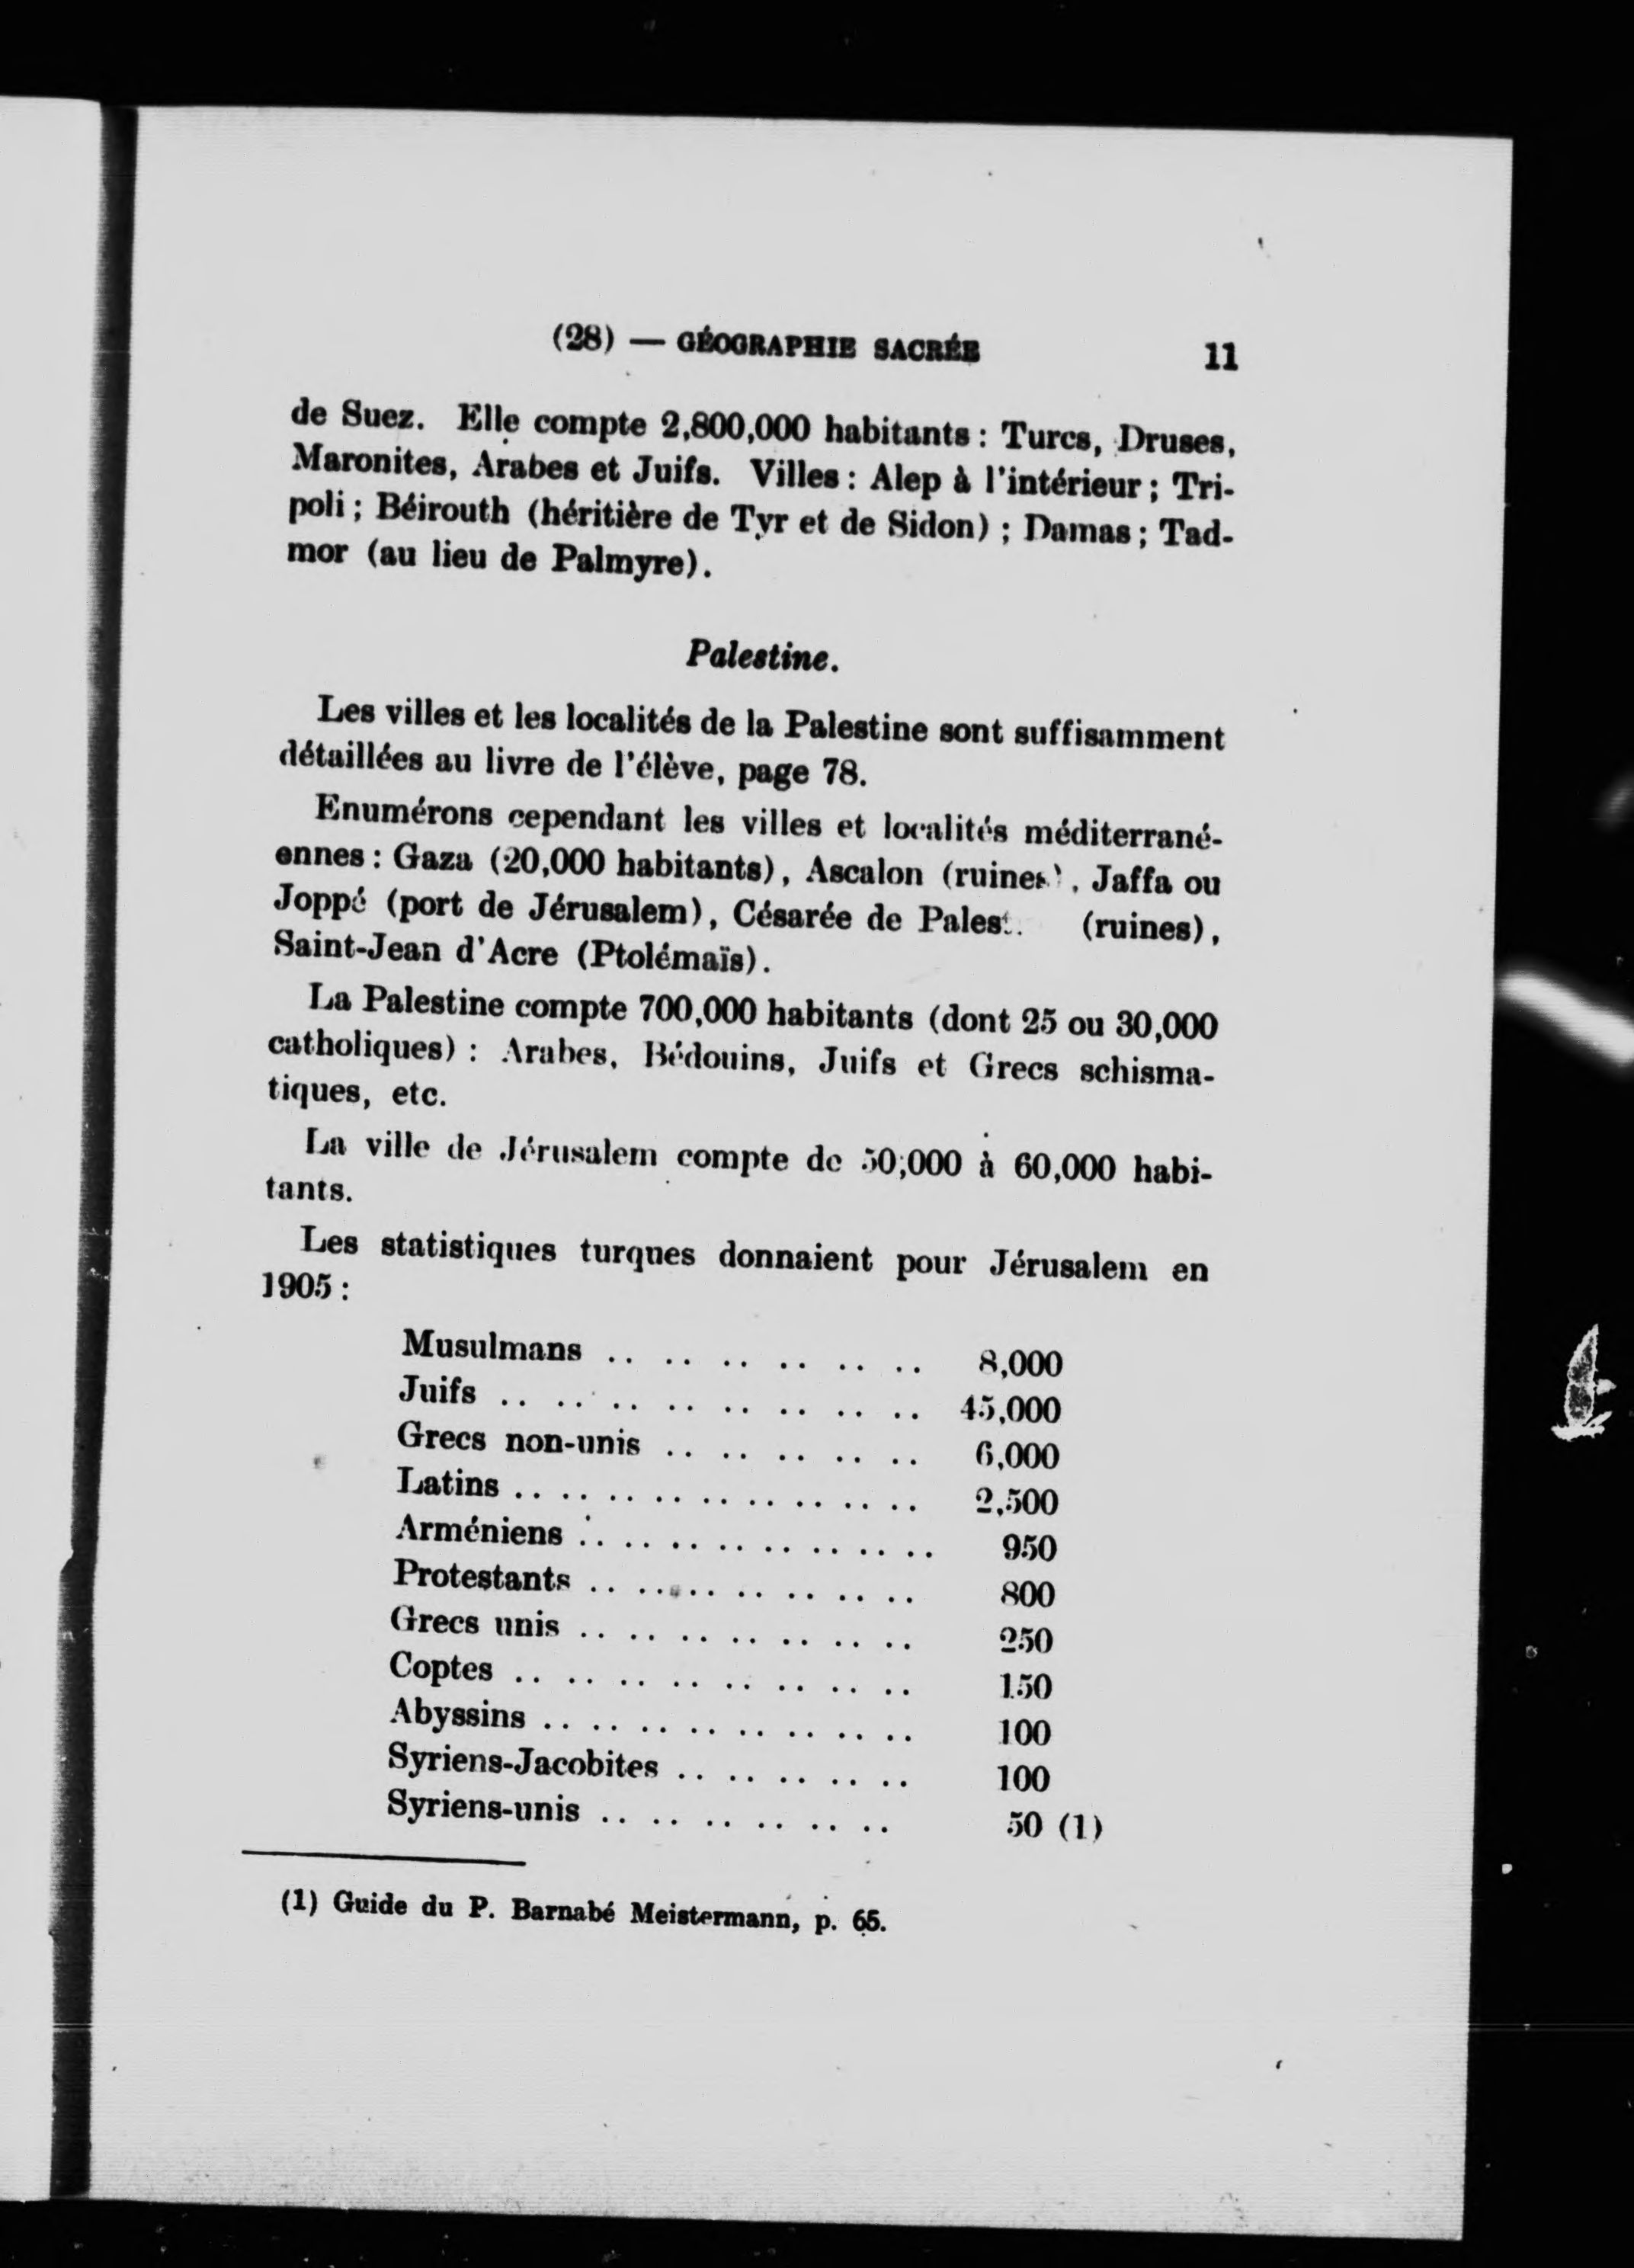 (28) — GÉOGRAPHIE SACRÉE 11
de Suez. Elle compte 2,800,000 habitants : Turcs, Druses,
Maronites, Arabes et Juifs. Villes : Alep à l'intérieur ; Tri-
poli ; Béirouth (héritière de Tyr et de Sidon) ; Damas ; Tad-
mor (au lieu de Palmyre).
Palestine.
Les villes et les localités de la Palestine sont suffisamment
détaillées au livre de l'élève, page 78.
Enumérons cependant les villes et localités méditerrané-
ennes : Gaza (20,000 habitants), Ascalon (ruines), Jaffa ou
Joppé (port de Jérusalem), Césarée de (ruines),
Saint-Jean d'Acre (Ptolémaïs).
La Palestine compte 700,000 habitants (dont 25 ou 30,000
catholiques) : Arabes, Bédouins, Juifs et Grecs schisma-
tiques, etc.
La ville de Jérusalem compte de 50,000 à 60,000 habi-
tants.
Les statistiques turques donnaient pour Jérusalem en
1905 :
Musulmans .. .. .. .. .. .. 8,000
Juifs .. .. .. .. .. .. .. .. 45,000
Grecs non-unis .. .. .. .. .. 6,000
Latins .. .. .. .. .. .. .. .. .. 2,500
Arméniens .. .. .. .. .. .. .. .. 950
Protestants .. .. .. .. .. .. .. 800
Grecs unis .. .. .. .. .. .. .. 250
Coptes .. .. .. .. .. .. .. .. 150
Abyssins .. .. .. .. .. .. .. .. 100
Syriens-Jacobites .. .. .. .. .. 100
Syriens-unis .. .. .. .. .. .. 50 (1)
(1) Guide du P. Barnabé Meistermann, p. 65.